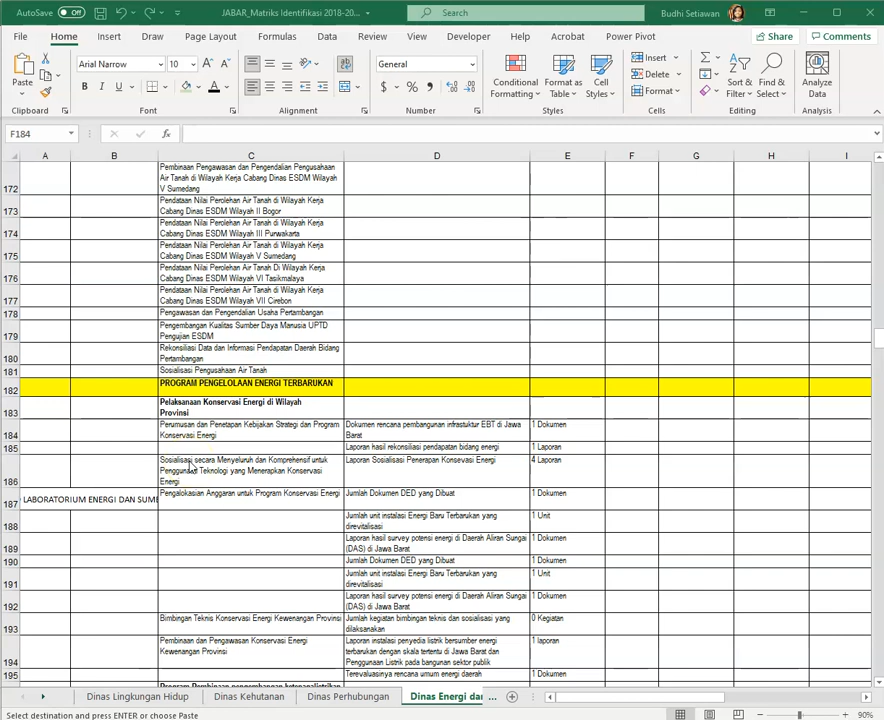 AutoSave Off JABAR_Matriks Identifikasi 2018-20... Search Budhi Setiawan
File Home Insert Draw Page Layout Formulas Data Review View Developer Help Acrobat Power Pivot Share Comments
Paste Arial Narrow 10 General Conditional Formatting Format as Table Cell Styles Insert Delete Format Sort & Filter Find & Select Analyze Data
Clipboard Font Alignment Number Styles Cells Editing Analysis
F184 fx
A B C D E F G H I
172 Pembinaan Pengawasan dan Pengendalian Pengusahaan
Air Tanah di Wilayah Kerja Cabang Dinas ESDM Wilayah
V Sumedang
173 Pendataan Nilai Perolehan Air Tanah di Wilayah Kerja
Cabang Dinas ESDM Wilayah II Bogor
174 Pendataan Nilai Perolehan Air Tanah di Wilayah Kerja
Cabang Dinas ESDM Wilayah III Purwakarta
175 Pendataan Nilai Perolehan Air Tanah di Wilayah Kerja
Cabang Dinas ESDM Wilayah V Sumedang
176 Pendataan Nilai Perolehan Air Tanah Di Wilayah Kerja
Cabang Dinas ESDM Wilayah VI Tasikmalaya
177 Pendataan Nilai Perolehan Air Tanah di Wilayah Kerja
Cabang Dinas ESDM Wilayah VII Cirebon
178 Pengawasan dan Pengendalian Usaha Pertambangan
179 Pengembangan Kualitas Sumber Daya Manusia UPTD
Pengujian ESDM
180 Rekonsiliasi Data dan Informasi Pendapatan Daerah Bidang
Pertambangan
181 Sosialisasi Pengusahaan Air Tanah
182 PROGRAM PENGELOLAAN ENERGI TERBARUKAN
183 Pelaksanaan Konservasi Energi di Wilayah
Provinsi
184 Perumusan dan Penetapan Kebijakan Strategi dan Program
Konservasi Energi
Dokumen rencana pembangunan infrastuktur EBT di Jawa
Barat
1 Dokumen
185 Laporan hasil rekonsiliasi pendapatan bidang energi 1 Laporan
186 Sosialisasi secara Menyeluruh dan Komprehensif untuk
Penggunaan Teknologi yang Menerapkan Konservasi
Energi
Laporan Sosialisasi Penerapan Konsevasi Energi 4 Laporan
187 LABORATORIUM ENERGI DAN SUME Pengalokasian Anggaran untuk Program Konservasi Energi Jumlah Dokumen DED yang Dibuat 1 Dokumen
188 Jumlah unit instalasi Energi Baru Terbarukan yang
direvitalisasi
1 Unit
189 Laporan hasil survey potensi energi di Daerah Aliran Sungai
(DAS) di Jawa Barat
1 Dokumen
190 Jumlah Dokumen DED yang Dibuat 1 Dokumen
191 Jumlah unit instalasi Energi Baru Terbarukan yang
direvitalisasi
1 Unit
192 Laporan hasil survey potensi energi di Daerah Aliran Sungai
(DAS) di Jawa Barat
1 Dokumen
193 Bimbingan Teknis Konservasi Energi Kewenangan Provinsi Jumlah kegiatan bimbingan teknis dan sosialisasi yang
dilaksanakan
0 Kegiatan
194 Pembinaan dan Pengawasan Konservasi Energi
Kewenangan Provinsi
Laporan instalasi penyedia listrik bersumber energi
terbarukan dengan skala tertentu di Jawa Barat dan
Penggunaan Listrik pada bangunan sektor publik
1 laporan
195 Terevaluasinya rencana umum energi daerah 1 Dokumen
Program Pembinaan pengembangan ketenagalistrikan
Dinas Lingkungan Hidup Dinas Kehutanan Dinas Perhubungan Dinas Energi dar ...
Select destination and press ENTER or choose Paste 90%